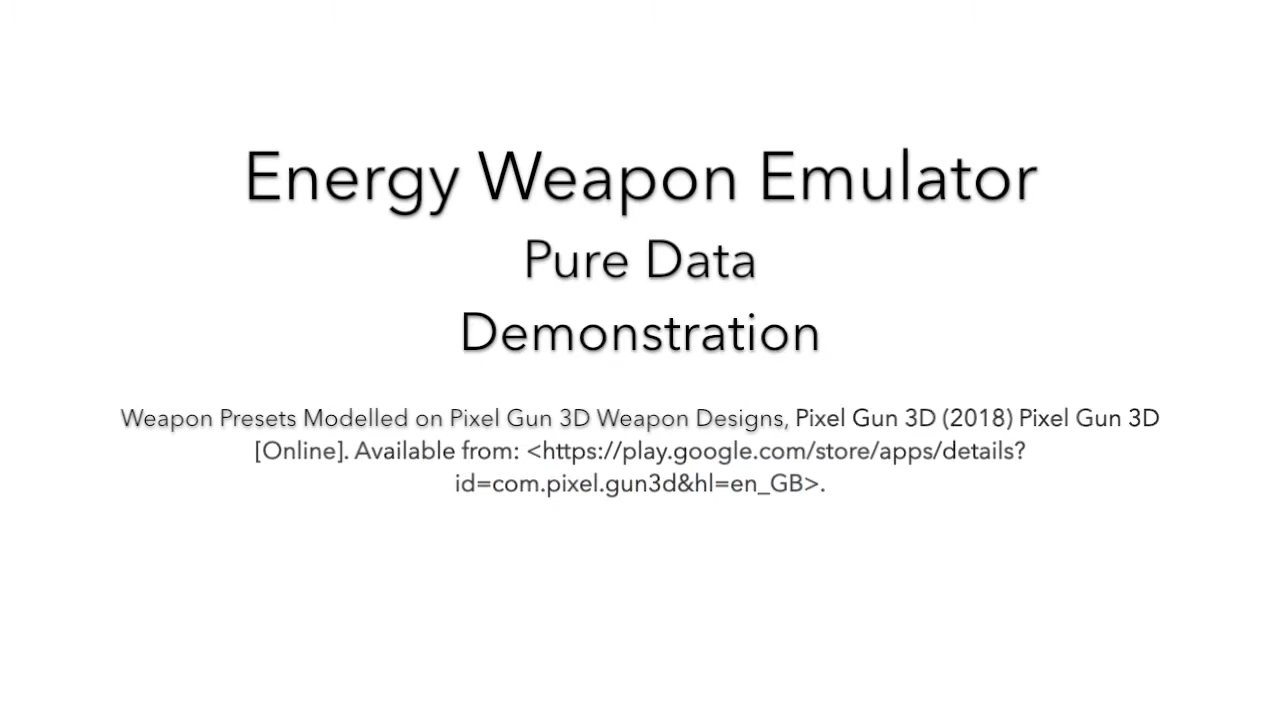 Energy Weapon Emulator
Pure Data
Demonstration
Weapon Presets Modelled on Pixel Gun 3D Weapon Designs, Pixel Gun 3D (2018) Pixel Gun 3D
[Online]. Available from: <https://play.google.com/store/apps/details?
id=com.pixel.gun3d&hl=en_GB>.